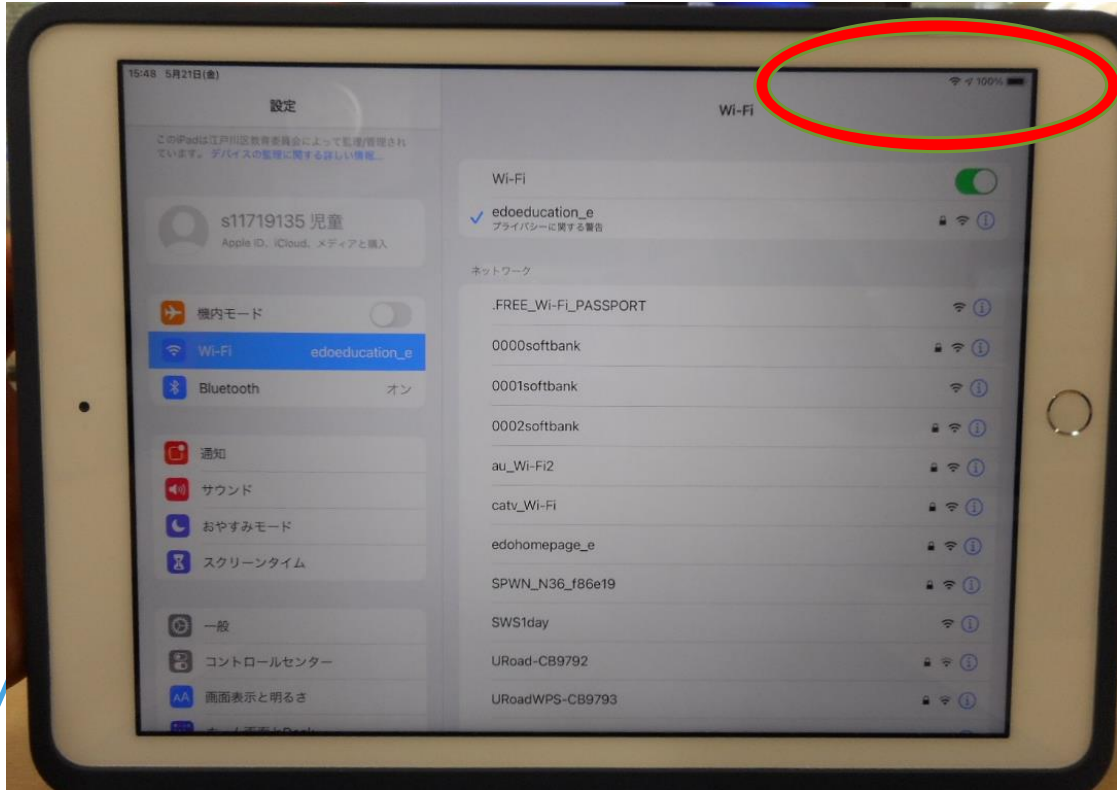 15:48 5月21日(金)
100%
設定
Wi-Fi
このiPadは江戸川区教育委員会によって監理/管理され
ています。デバイスの監理に関する詳しい情報...
s11719135 児童
Apple ID、iCloud、メディアと購入
機内モード
Wi-Fi edoeducation_e
Bluetooth オン
通知
サウンド
おやすみモード
スクリーンタイム
一般
コントロールセンター
AA 画面表示と明るさ
Wi-Fi
edoeducation_e
プライバシーに関する警告
ネットワーク
.FREE_Wi-Fi_PASSPORT
0000softbank
0001softbank
0002softbank
au_Wi-Fi2
catv_Wi-Fi
edohomepage_e
SPWN_N36_f86e19
SWS1day
URoad-CB9792
URoadWPS-CB9793